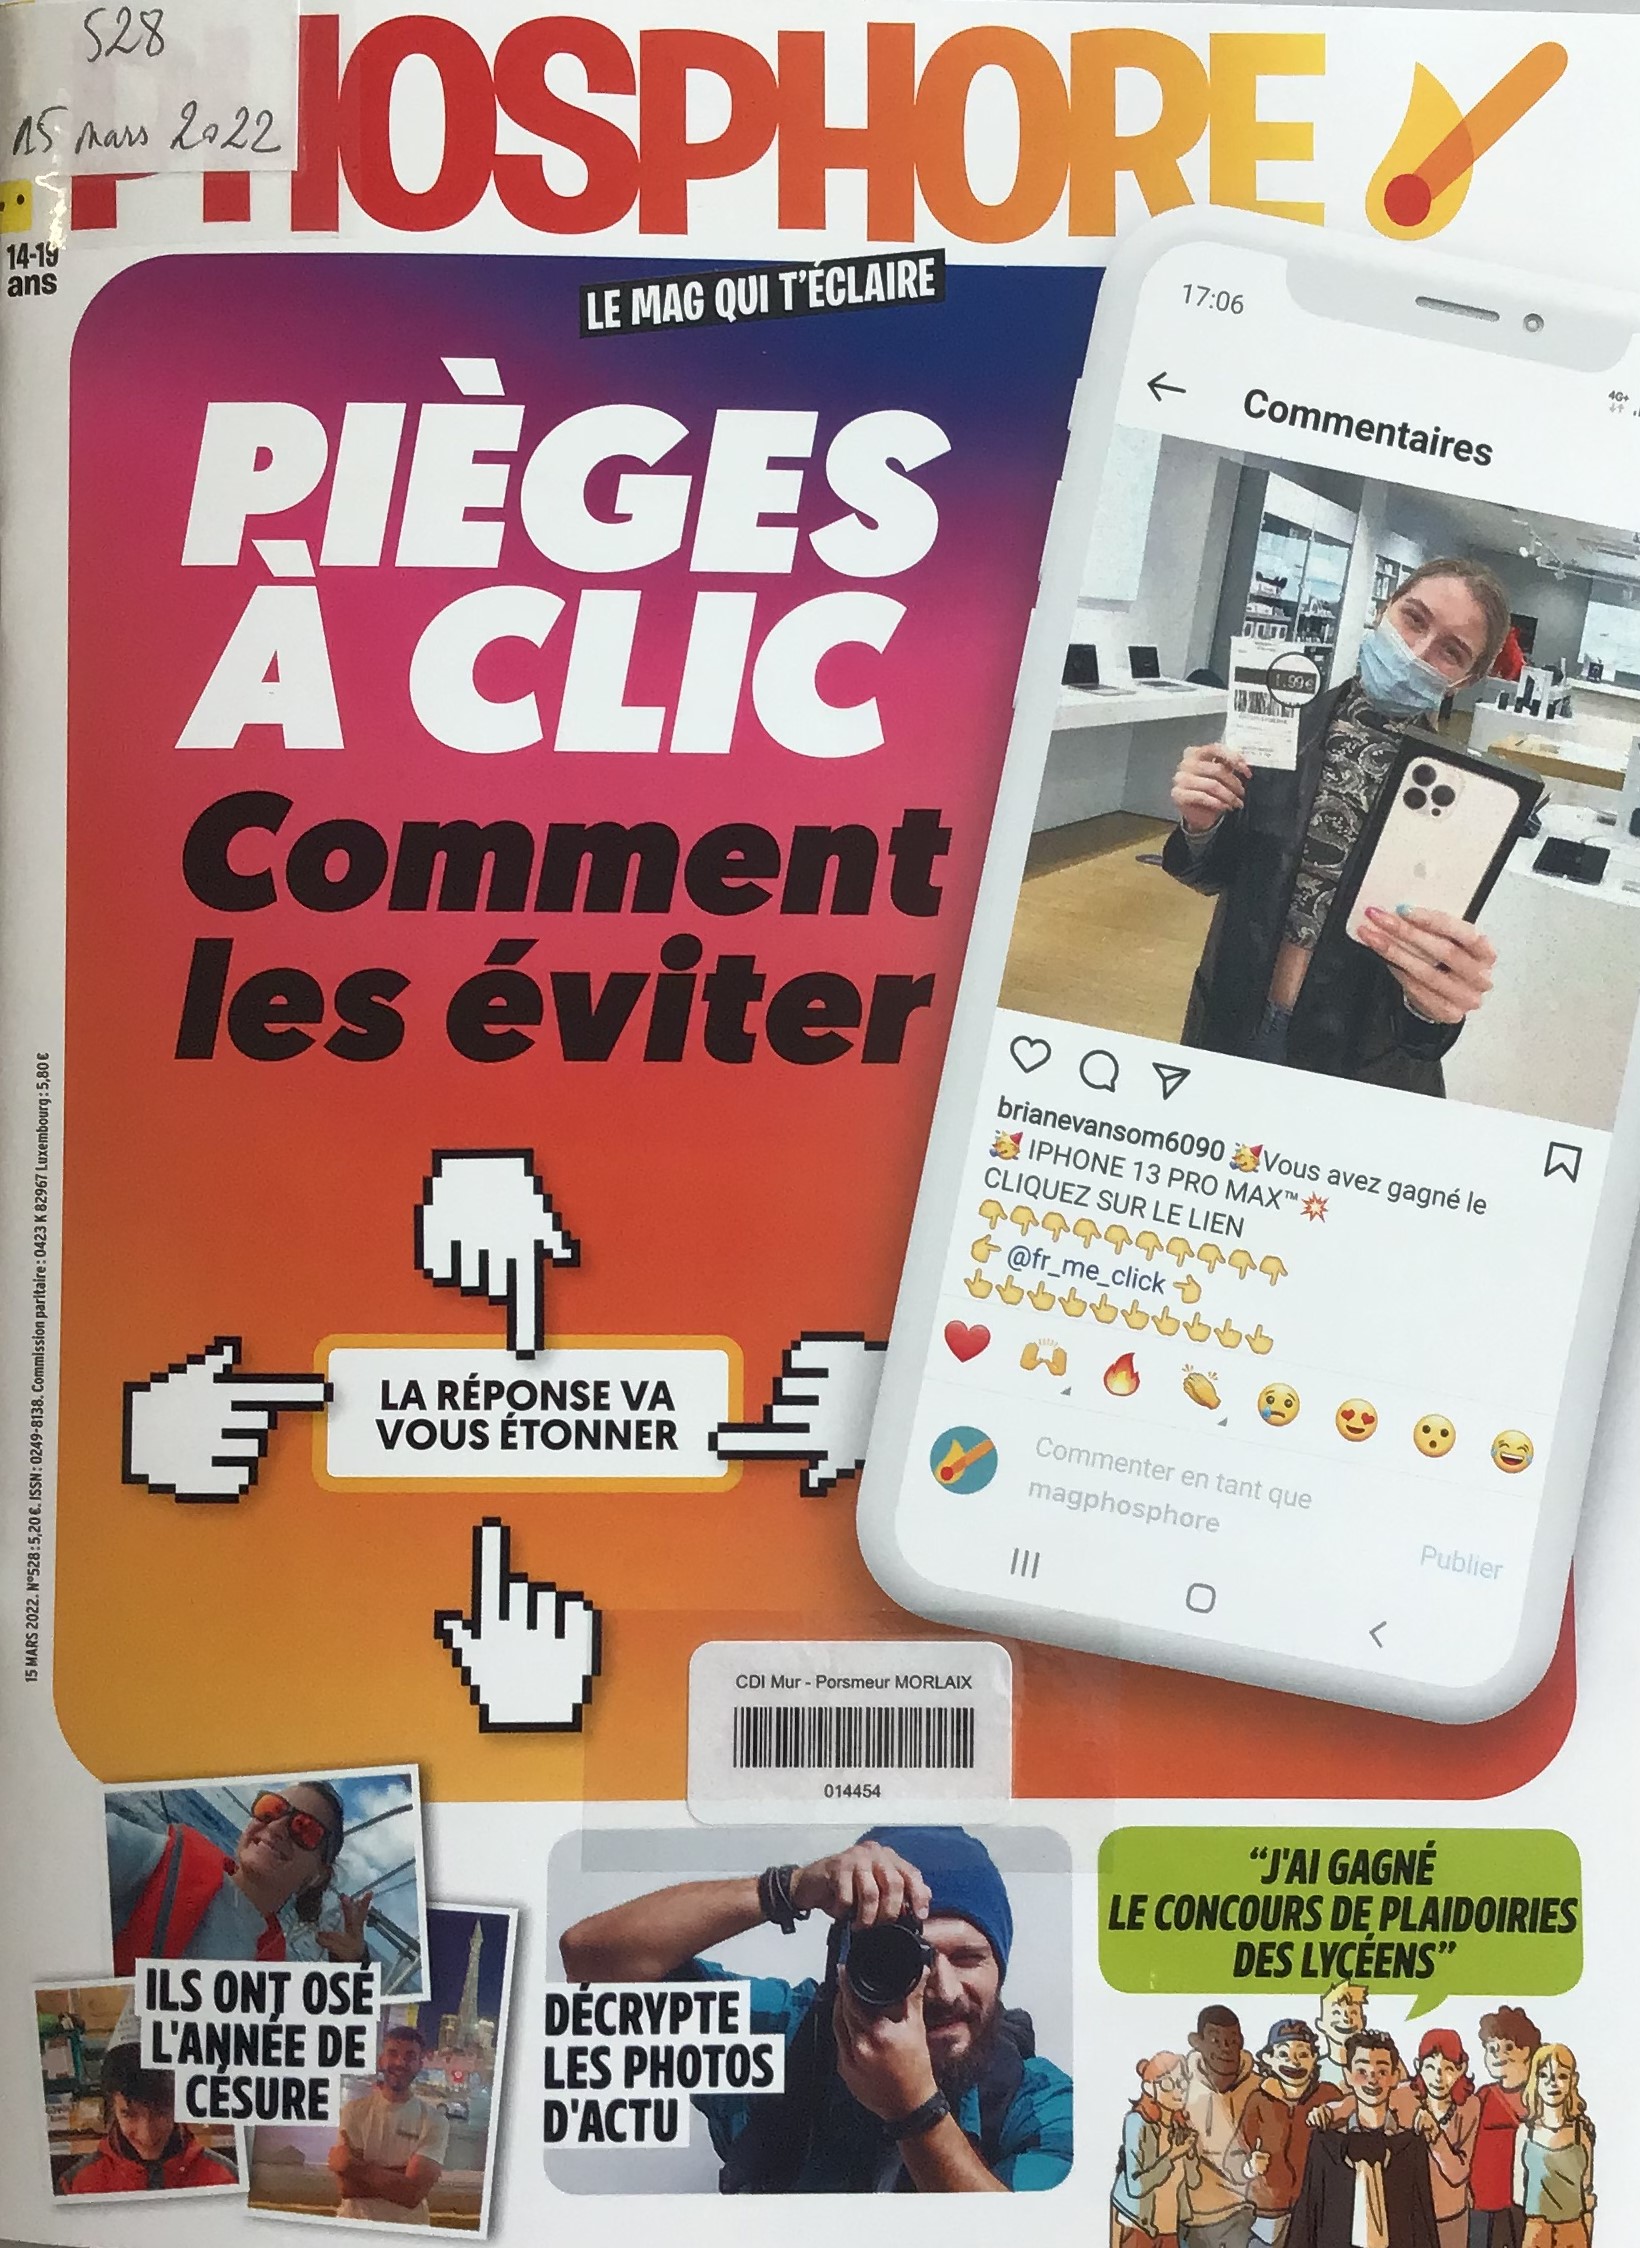 528
15 mars 2022
PHOSPHORE
14-19
ans
LE MAG QUI T'ÉCLAIRE
PIÈGES
À CLIC
Comment
les éviter
LA RÉPONSE VA
VOUS ÉTONNER
17:06
4G+
Commentaires
1.99€
brianevansom6090 🥳Vous avez gagné le
🥳 IPHONE 13 PRO MAX™💥
CLIQUEZ SUR LE LIEN
👇👇👇👇👇👇👇👇👇👇
👉 @fr_me_click 👈
👆👆👆👆👆👆👆👆👆👆
Commenter en tant que
magphosphore
Publier
15 MARS 2022. N°528 : 5,20 €. ISSN : 0249-8138. Commission paritaire : 0423 K 82967 Luxembourg : 5,80 €
CDI Mur - Porsmeur MORLAIX
014454
ILS ONT OSÉ
L'ANNÉE DE
CÉSURE
DÉCRYPTE
LES PHOTOS
D'ACTU
“J'AI GAGNÉ
LE CONCOURS DE PLAIDOIRIES
DES LYCÉENS”